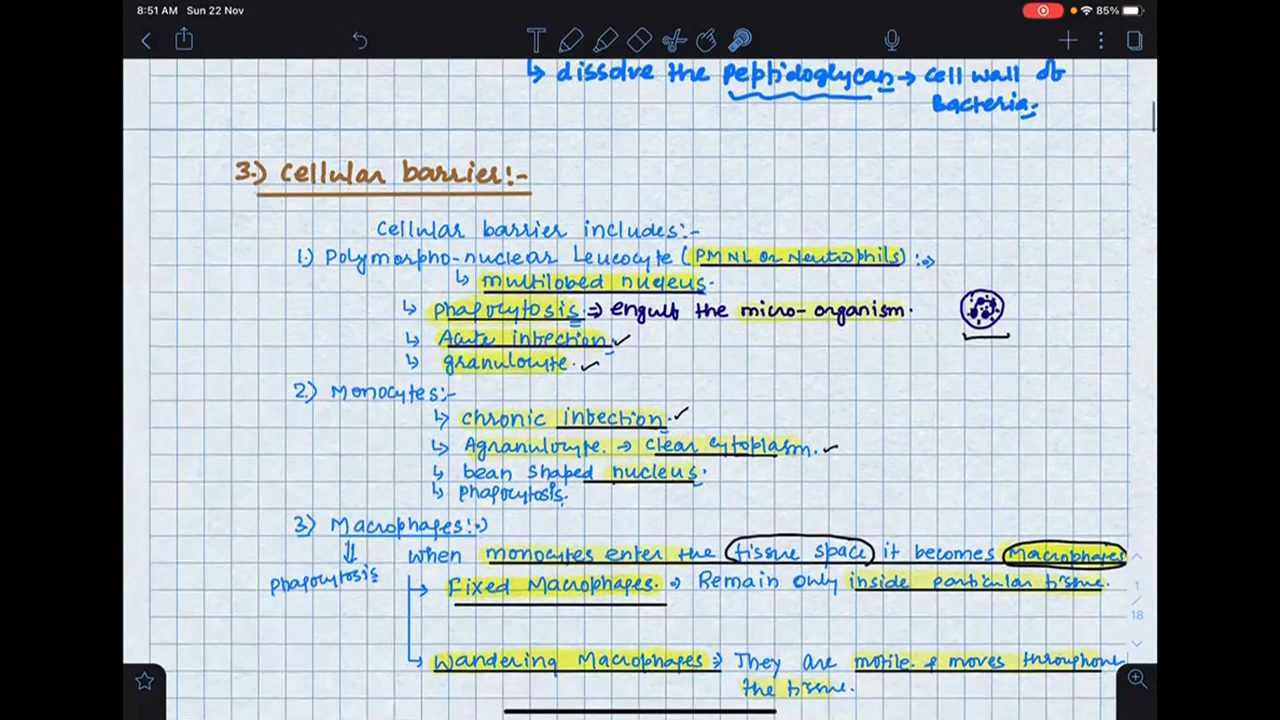 8:51 AM Sun 22 Nov
85%
↳ dissolve the peptidoglycan → cell wall of
Bacteria.
3.) Cellular barrier:-
Cellular barrier includes:-
1.) Polymorpho-nuclear Leucocyte (PMNL or Neutrophils) :→
↳ multilobed nucleus.
↳ phagocytosis ⇒ engulf the micro-organism.
↳ Acute infection ✓
↳ granulocyte. ✓
2.) Monocytes:-
↳ chronic infection. ✓
↳ Agranulocyte. → clear cytoplasm. ✓
↳ bean shaped nucleus.
↳ phagocytosis.
3.) Macrophages:→
when monocytes enter the tissue space it becomes Macrophages
⇓
phagocytosis
→ Fixed Macrophages. → Remain only inside particular tissue.
1
/
18
→ Wandering Macrophages ⇒ They are motile & moves throughout
the tissue.